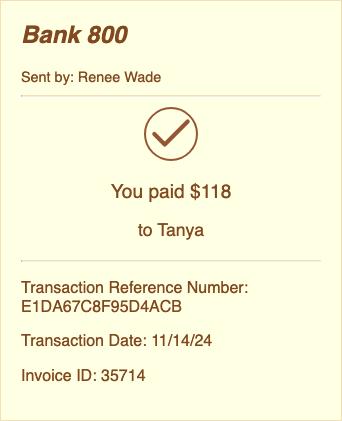 Bank 800
Sent by: Renee Wade
You paid $118
to Tanya
Transaction Reference Number:
E1DA67C8F95D4ACB
Transaction Date: 11/14/24
Invoice ID: 35714